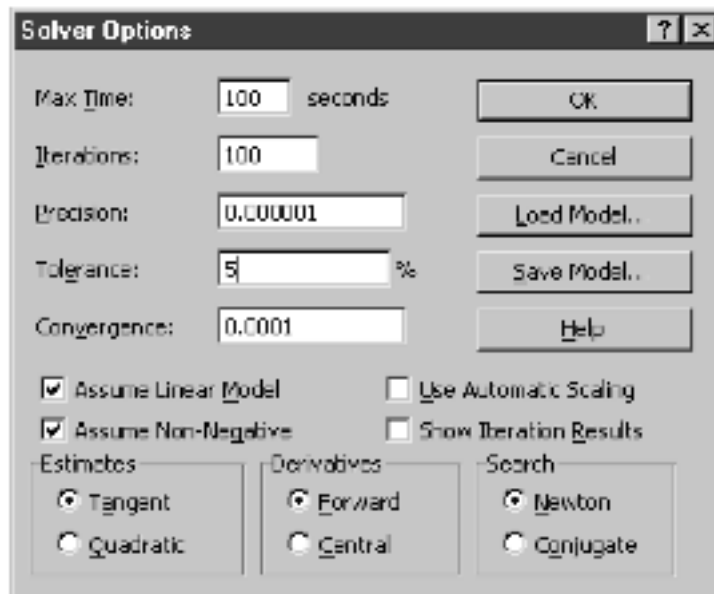 Solver Options
Max Time: 100 seconds
OK
Iterations: 100
Cancel
Precision: 0.000001
Load Model..
Tolerance: 5 %
Save Model..
Convergence: 0.0001
Help
Assume Linear Model
Use Automatic Scaling
Assume Non-Negative
Show Iteration Results
Estimates
Tangent
Quadratic
Derivatives
Forward
Central
Search
Newton
Conjugate